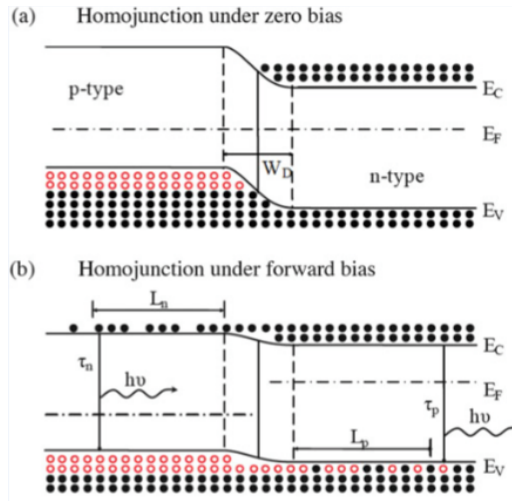 (a) Homojunction under zero bias
p-type
E_C
E_F
W_D
n-type
E_V
(b) Homojunction under forward bias
L_n
E_C
τ_n
hυ
E_F
τ_p
hυ
L_p
E_V